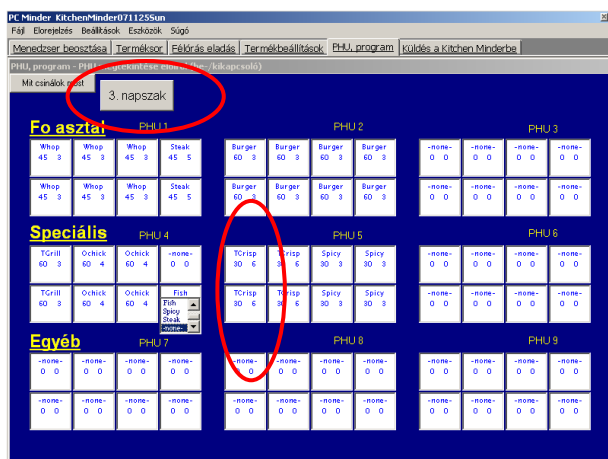 PC Minder KitchenMinder071125Sun
Fájl Elorejelzés Beállítások Eszközök Súgó
Menedzser beosztása Terméksor Félórás eladás Termékbeállítások PHU, program Küldés a Kitchen Minderbe
PHU, program - PHU megtekintése előtt (be-/kikapcsoló)
Mit csinálok most
3. napszak
Fo asztal PHU 1 PHU 2 PHU 3
Whop Whop Whop Steak Burger Burger Burger Burger -none- -none- -none- -none-
45 3 45 3 45 3 45 5 60 3 60 3 60 3 60 3 0 0 0 0 0 0 0 0
Whop Whop Whop Steak Burger Burger Burger Burger -none- -none- -none- -none-
45 3 45 3 45 3 45 5 60 3 60 3 60 3 60 3 0 0 0 0 0 0 0 0
Speciális PHU 4 PHU 5 PHU 6
TGrill Ochick Ochick -none- TCrisp TCrisp Spicy Spicy -none- -none- -none- -none-
60 3 60 4 60 4 0 0 30 6 30 6 30 3 30 3 0 0 0 0 0 0 0 0
TGrill Ochick Ochick Fish TCrisp TCrisp Spicy Spicy -none- -none- -none- -none-
60 3 60 4 60 4 Fish 30 6 30 6 30 3 30 3 0 0 0 0 0 0 0 0
Spicy
Steak
-none-
Egyéb PHU 7 PHU 8 PHU 9
-none- -none- -none- -none- -none- -none- -none- -none- -none- -none- -none- -none-
0 0 0 0 0 0 0 0 0 0 0 0 0 0 0 0 0 0 0 0 0 0 0 0
-none- -none- -none- -none- -none- -none- -none- -none- -none- -none- -none- -none-
0 0 0 0 0 0 0 0 0 0 0 0 0 0 0 0 0 0 0 0 0 0 0 0